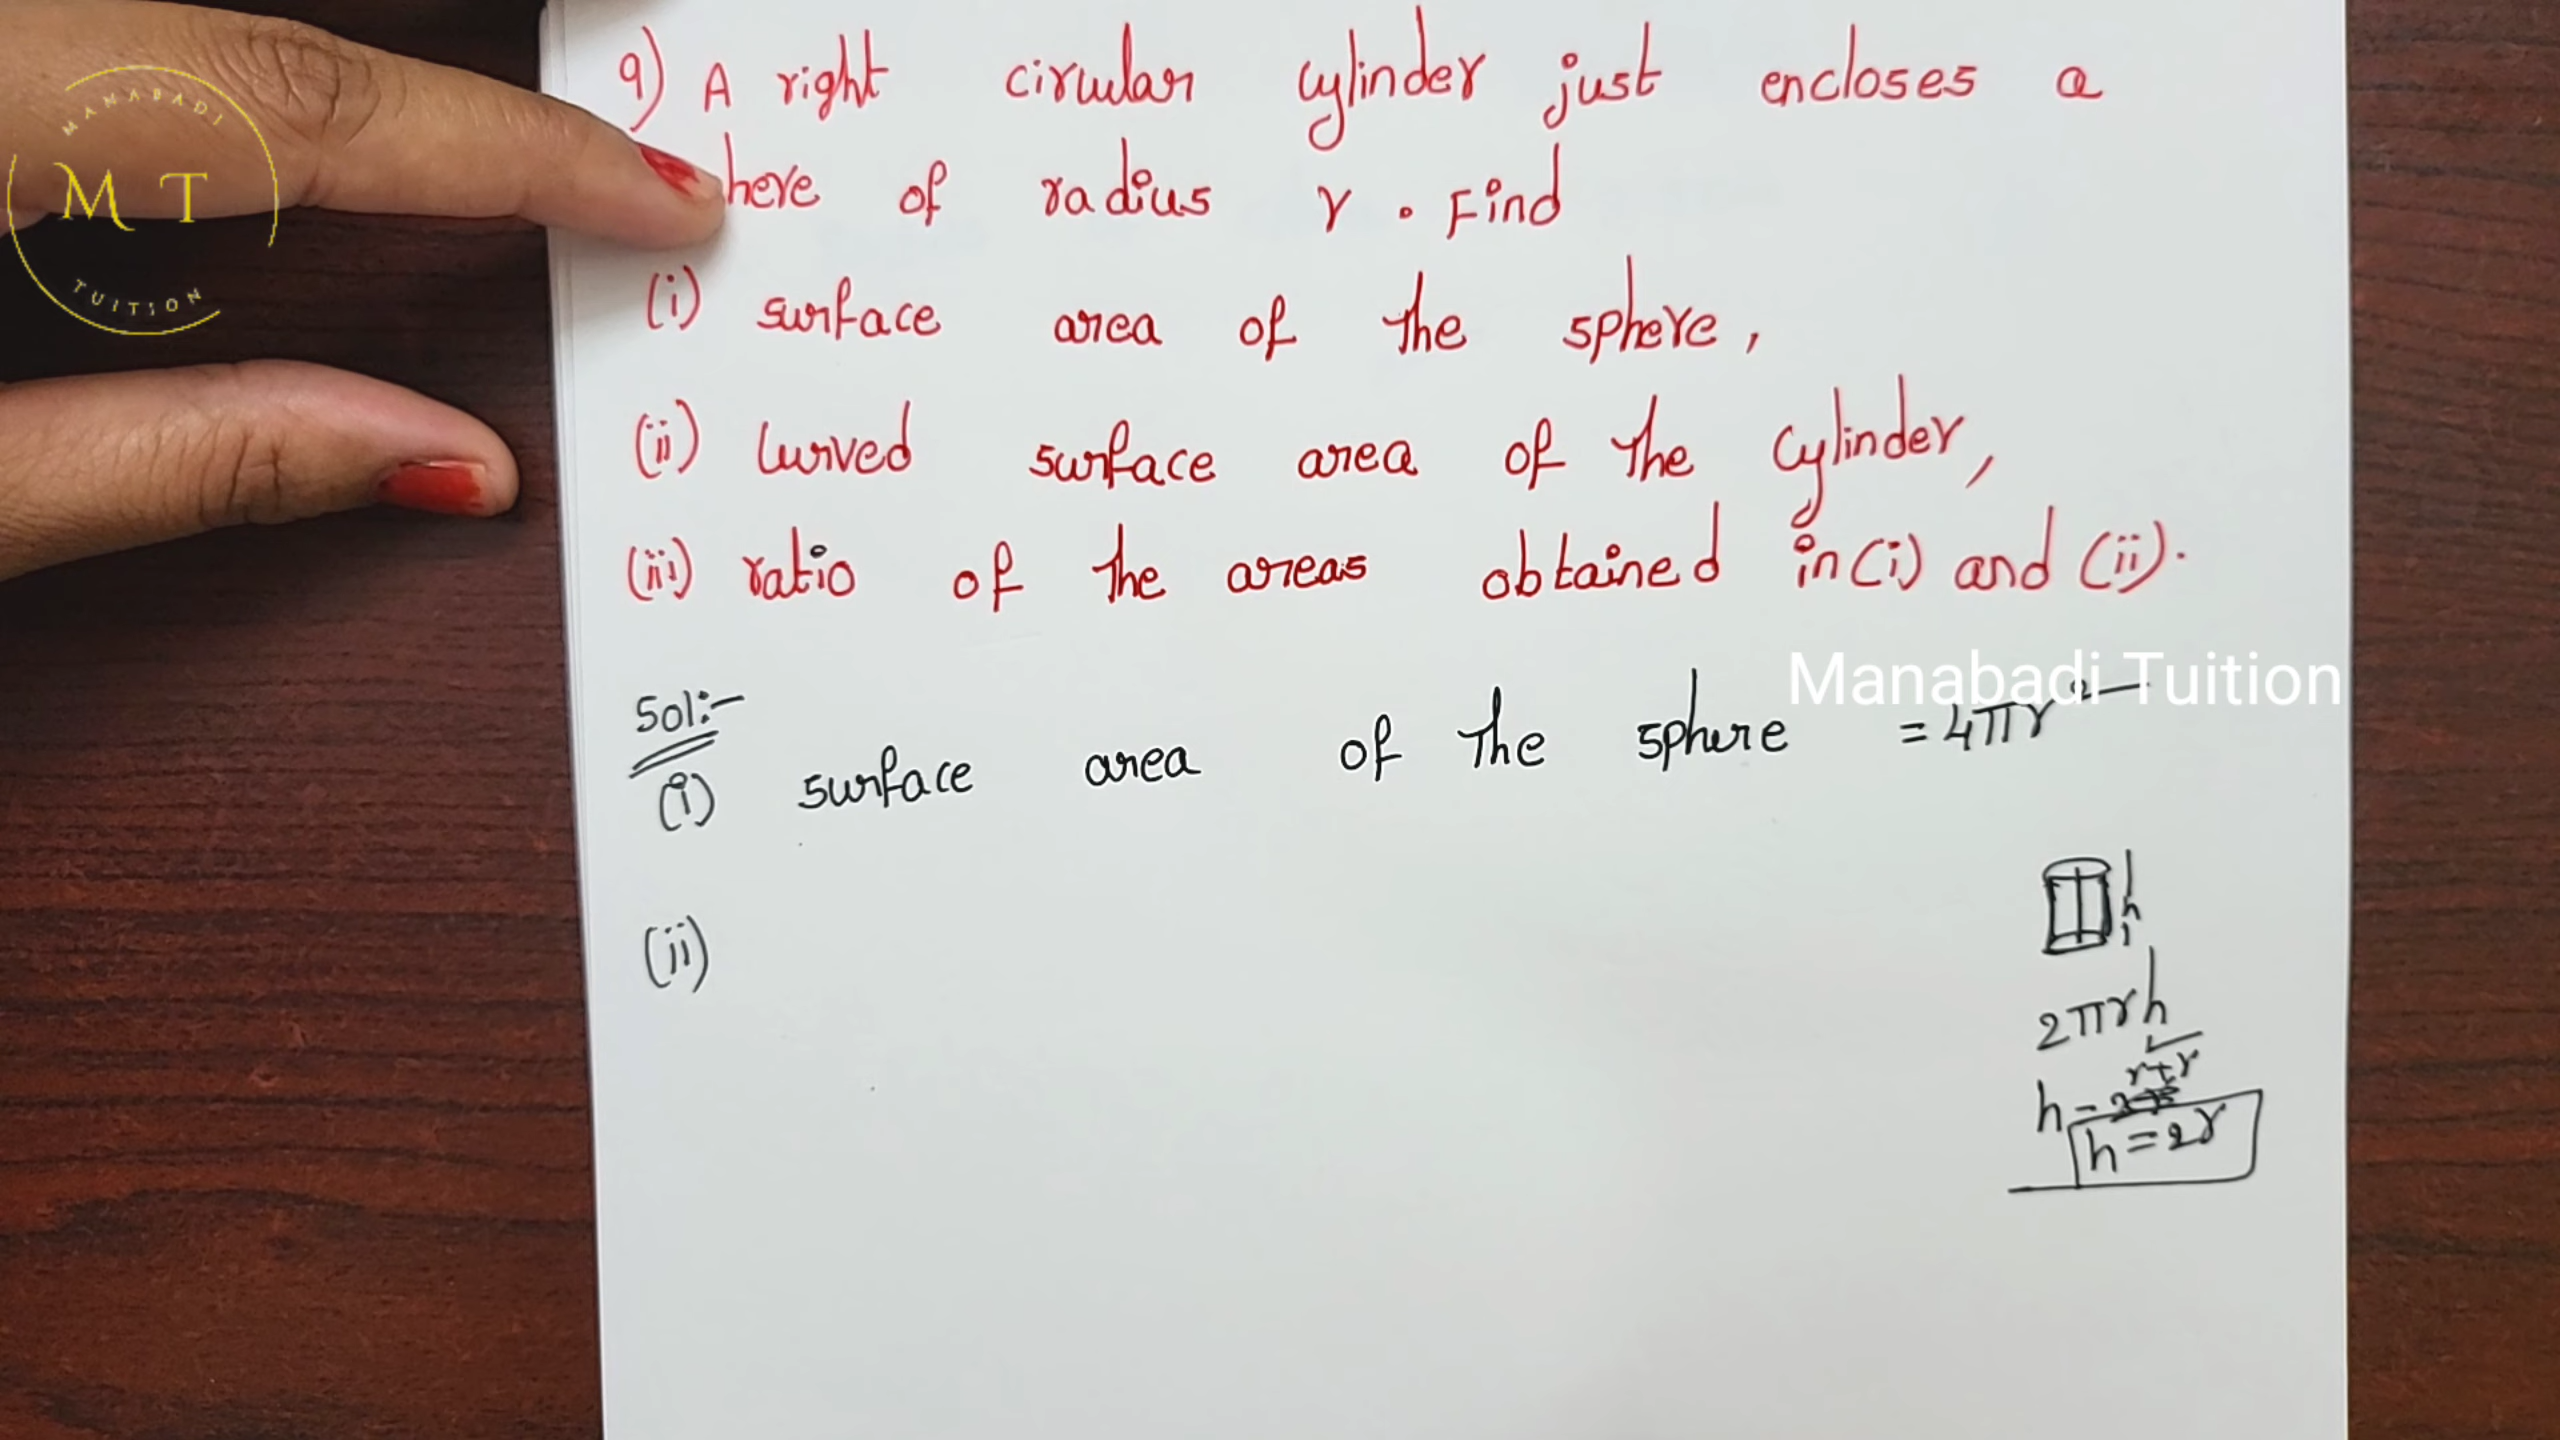 MANABADI
M T
TUITION
9) A right circular cylinder just encloses a
here of radius r . Find
(i) surface area of the sphere,
(ii) Curved surface area of the cylinder,
(iii) ratio of the areas obtained in (i) and (ii).
Manabadi Tuition
Sol:-
(i) surface area of the sphere = 4πr²
(ii)
h
2πrh
r+r
h =
h = 2r